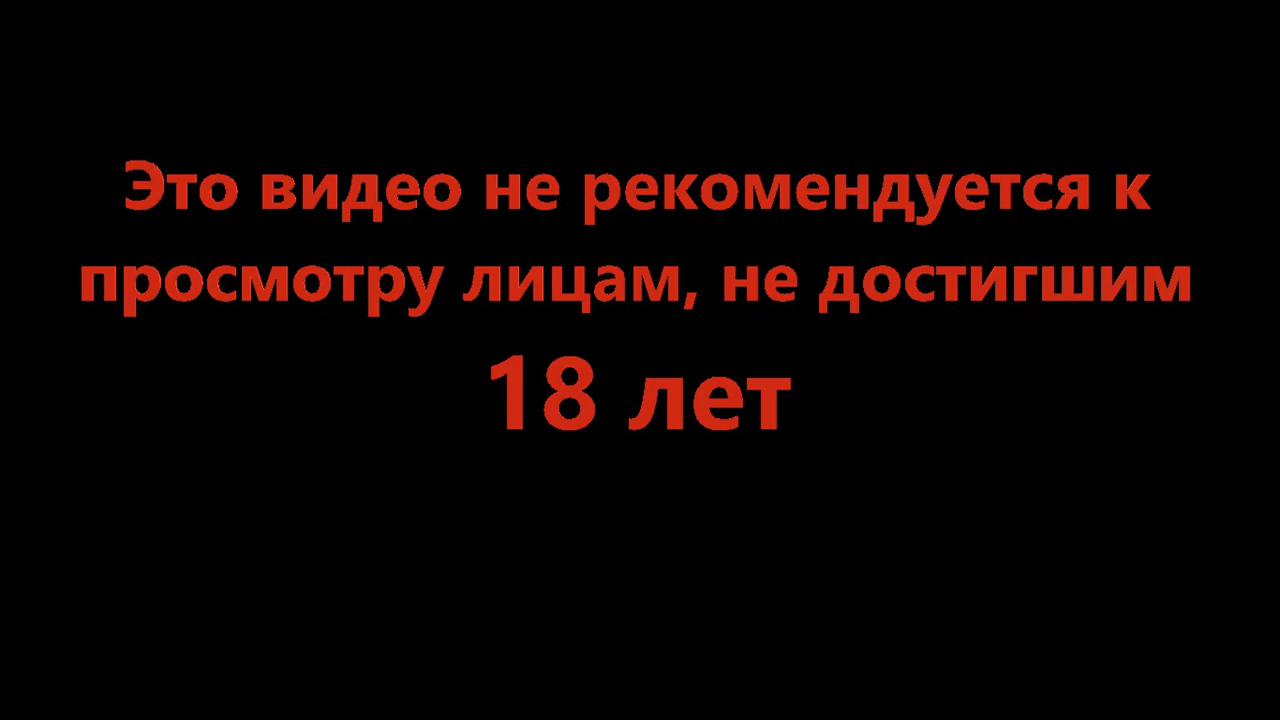 Это видео не рекомендуется к
просмотру лицам, не достигшим
18 лет